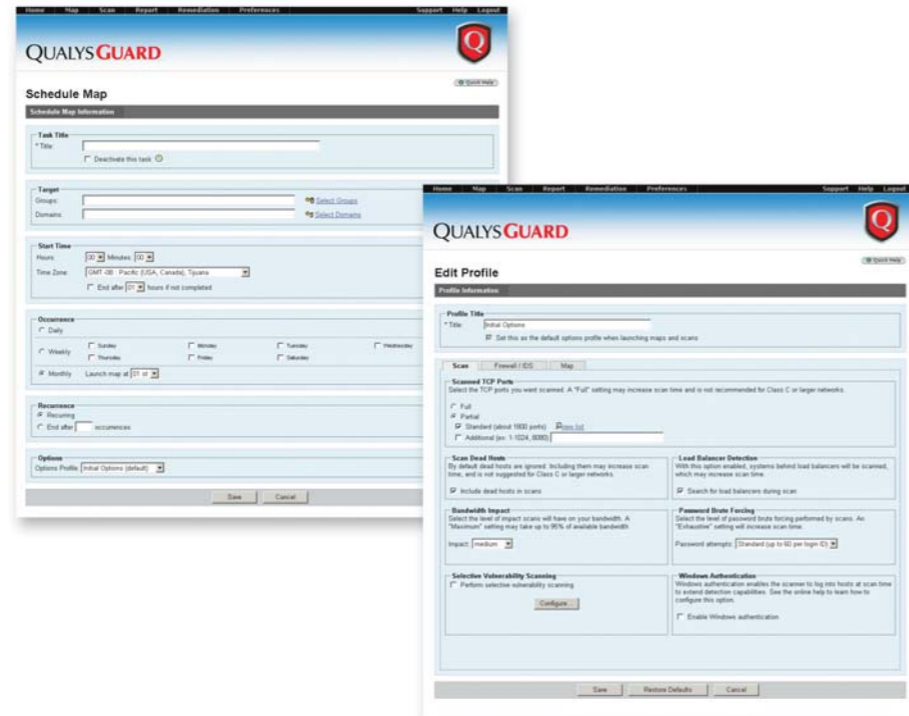 Home Map Scan Report Remediation Preferences Support Help Logout
QUALYSGUARD
Q
Quick Help
Schedule Map
Schedule Map Information
Task Title
* Title:
Deactivate this task
Target
Groups: Select Groups
Domains: Select Domains
Start Time
Hours: 00 Minutes: 00
Time Zone: GMT -08 : Pacific (USA, Canada), Tijuana
End after 01 hours if not completed
Occurrence
Daily
Weekly Sunday Monday Tuesday Wednesday
Thursday Friday Saturday
Monthly Launch map at 01 st
Recurrence
Recurring
End after occurrences
Options
Options Profile: Initial Options (default)
Save Cancel
Home Map Scan Report Remediation Preferences Support Help Logout
QUALYSGUARD
Q
Quick Help
Edit Profile
Profile Information
Profile Title
* Title: Initial Options
Set this as the default options profile when launching maps and scans
Scan Firewall / IDS Map
Scanned TCP Ports
Select the TCP ports you want scanned. A "Full" setting may increase scan time and is not recommended for Class C or larger networks.
Full
Partial
Standard (about 1800 ports) view list
Additional (ex: 1-1024, 8080)
Scan Dead Hosts
By default dead hosts are ignored. Including them may increase scan
time, and is not suggested for Class C or larger networks.
Include dead hosts in scans
Load Balancer Detection
With this option enabled, systems behind load balancers will be scanned,
which may increase scan time.
Search for load balancers during scan
Bandwidth Impact
Select the level of impact scans will have on your bandwidth. A
"Maximum" setting may take up to 95% of available bandwidth
Impact: medium
Password Brute Forcing
Select the level of password brute forcing performed by scans. An
"Exhaustive" setting will increase scan time.
Password attempts: Standard (up to 60 per login ID)
Selective Vulnerability Scanning
Perform selective vulnerability scanning
Configure...
Windows Authentication
Windows authentication enables the scanner to log into hosts at scan time
to extend detection capabilities. See the online help to learn how to
configure this option.
Enable Windows authentication
Save Restore Defaults Cancel